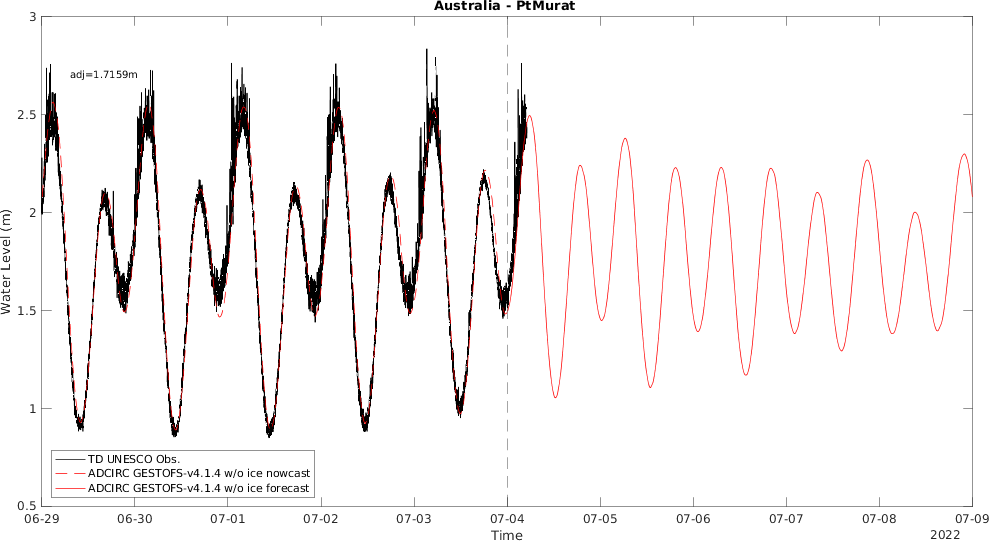 Australia - PtMurat
adj=1.7159m
Water Level (m)
3
2.5
2
1.5
1
0.5
TD UNESCO Obs.
ADCIRC GESTOFS-v4.1.4 w/o ice nowcast
ADCIRC GESTOFS-v4.1.4 w/o ice forecast
06-29 06-30 07-01 07-02 07-03 07-04 07-05 07-06 07-07 07-08 07-09
Time
2022